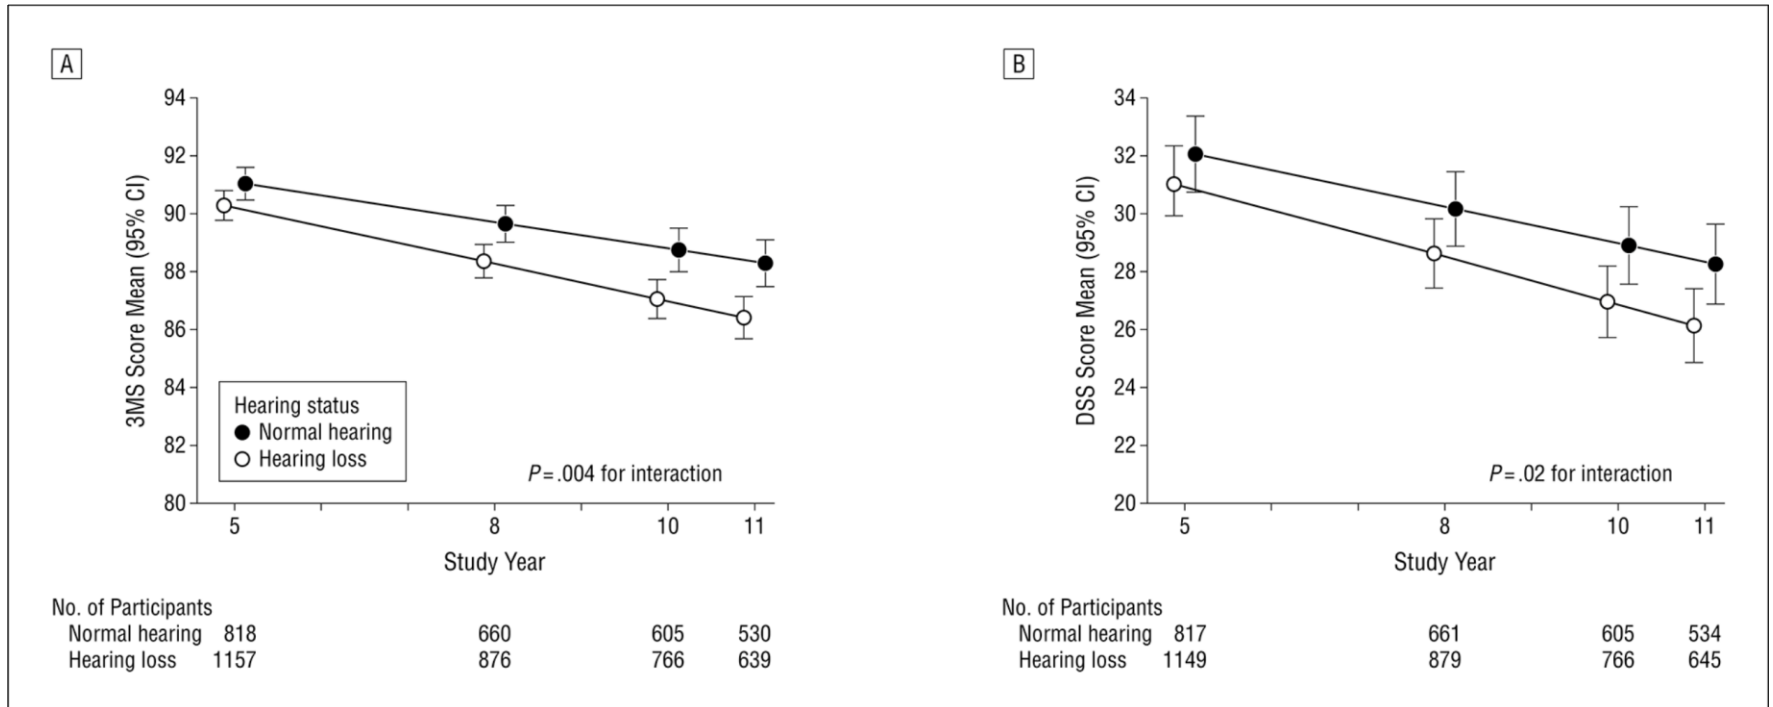 A
94
92
90
88
86
84
82
80
3MS Score Mean (95% CI)
Hearing status
Normal hearing
Hearing loss
P = .004 for interaction
5 8 10 11
Study Year
No. of Participants
Normal hearing 818 660 605 530
Hearing loss 1157 876 766 639
B
34
32
30
28
26
24
22
20
DSS Score Mean (95% CI)
P = .02 for interaction
5 8 10 11
Study Year
No. of Participants
Normal hearing 817 661 605 534
Hearing loss 1149 879 766 645